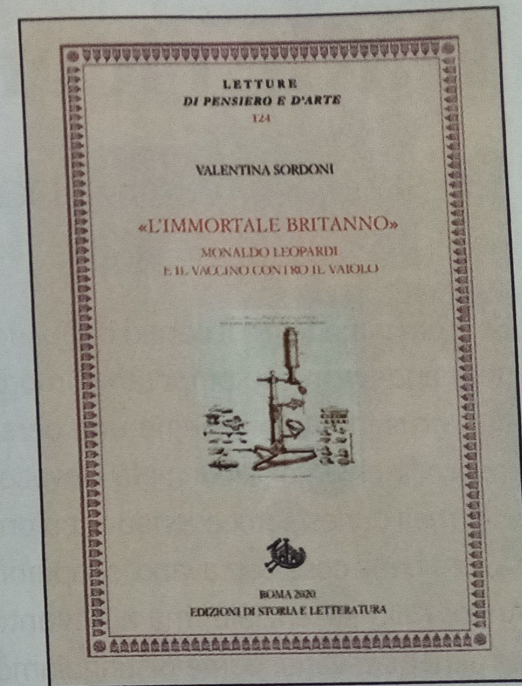 LETTURE
DI PENSIERO E D'ARTE
124
VALENTINA SORDONI
«L'IMMORTALE BRITANNO»
MONALDO LEOPARDI
E IL VACCINO CONTRO IL VAIOLO
ROMA 2020
EDIZIONI DI STORIA E LETTERATURA